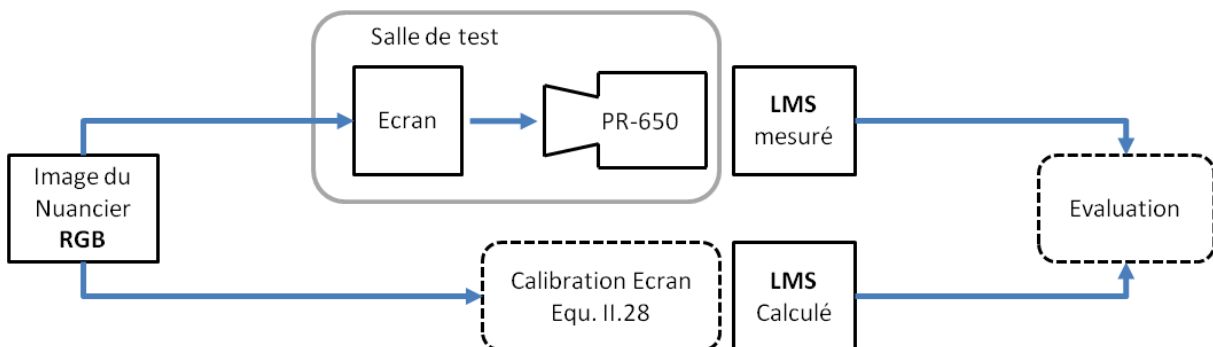 Salle de test
Ecran
PR-650
LMS
mesuré
Image du
Nuancier
RGB
Evaluation
Calibration Ecran
Equ. II.28
LMS
Calculé